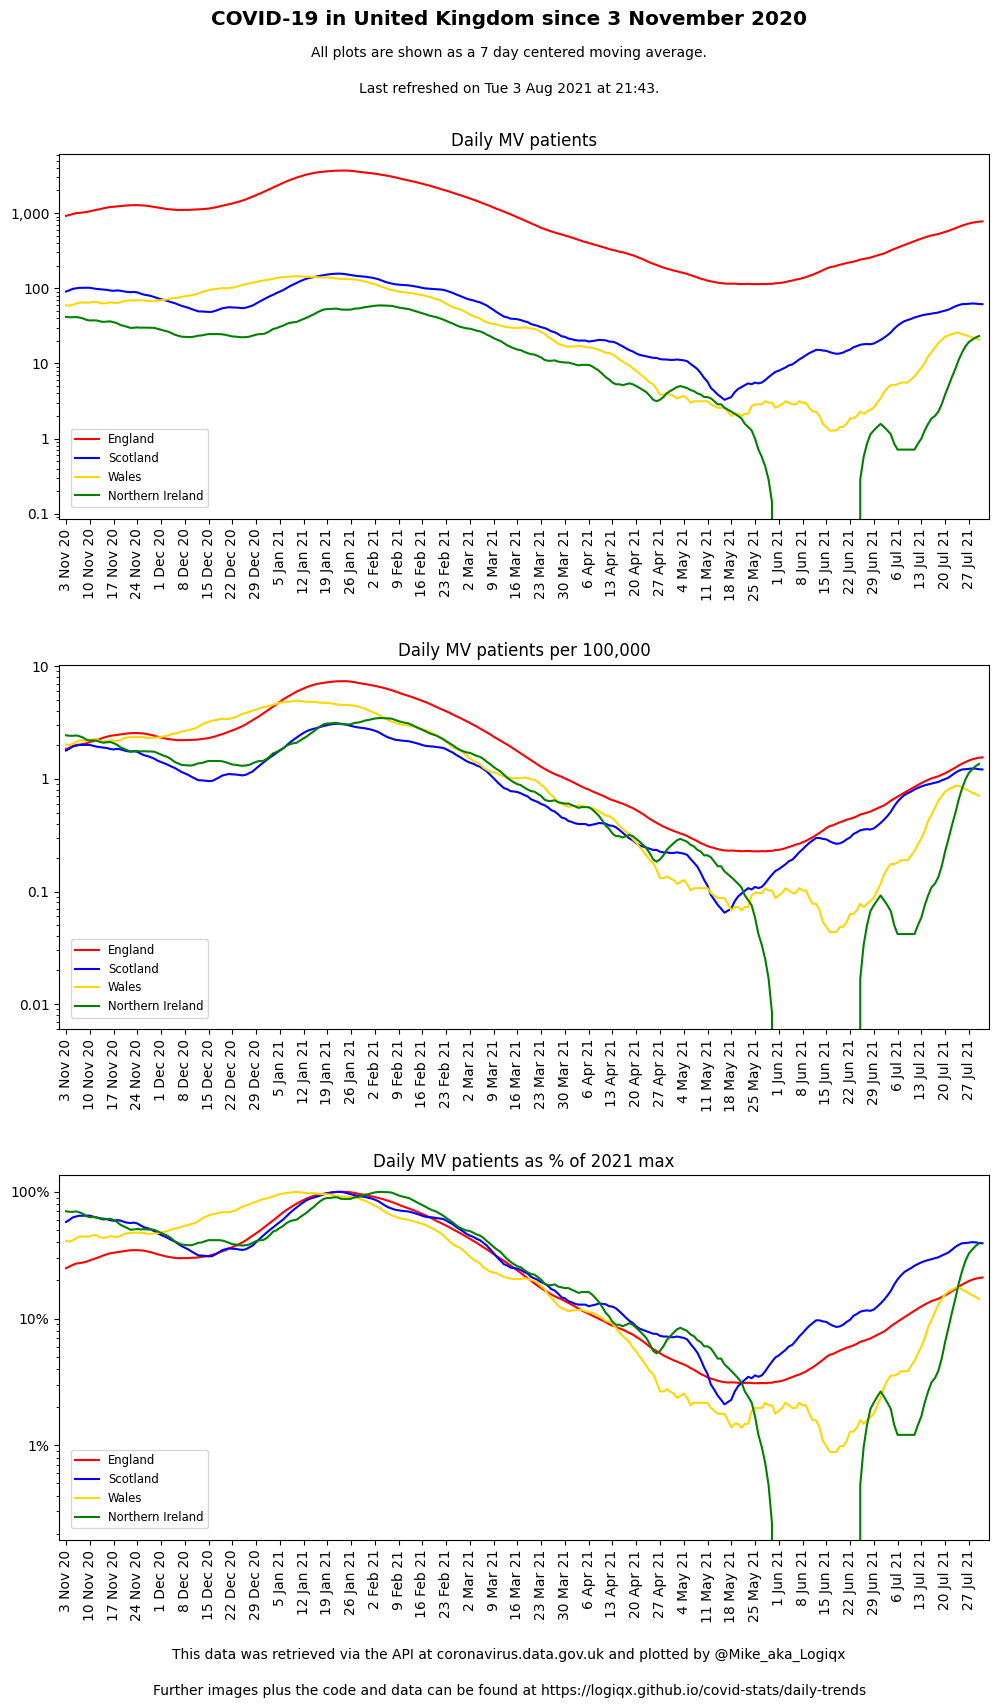 COVID-19 in United Kingdom since 3 November 2020
All plots are shown as a 7 day centered moving average.
Last refreshed on Tue 3 Aug 2021 at 21:43.
Daily MV patients
1,000
100
10
1
0.1
England
Scotland
Wales
Northern Ireland
3 Nov 20
10 Nov 20
17 Nov 20
24 Nov 20
1 Dec 20
8 Dec 20
15 Dec 20
22 Dec 20
29 Dec 20
5 Jan 21
12 Jan 21
19 Jan 21
26 Jan 21
2 Feb 21
9 Feb 21
16 Feb 21
23 Feb 21
2 Mar 21
9 Mar 21
16 Mar 21
23 Mar 21
30 Mar 21
6 Apr 21
13 Apr 21
20 Apr 21
27 Apr 21
4 May 21
11 May 21
18 May 21
25 May 21
1 Jun 21
8 Jun 21
15 Jun 21
22 Jun 21
29 Jun 21
6 Jul 21
13 Jul 21
20 Jul 21
27 Jul 21
Daily MV patients per 100,000
10
1
0.1
0.01
England
Scotland
Wales
Northern Ireland
3 Nov 20
10 Nov 20
17 Nov 20
24 Nov 20
1 Dec 20
8 Dec 20
15 Dec 20
22 Dec 20
29 Dec 20
5 Jan 21
12 Jan 21
19 Jan 21
26 Jan 21
2 Feb 21
9 Feb 21
16 Feb 21
23 Feb 21
2 Mar 21
9 Mar 21
16 Mar 21
23 Mar 21
30 Mar 21
6 Apr 21
13 Apr 21
20 Apr 21
27 Apr 21
4 May 21
11 May 21
18 May 21
25 May 21
1 Jun 21
8 Jun 21
15 Jun 21
22 Jun 21
29 Jun 21
6 Jul 21
13 Jul 21
20 Jul 21
27 Jul 21
Daily MV patients as % of 2021 max
100%
10%
1%
England
Scotland
Wales
Northern Ireland
3 Nov 20
10 Nov 20
17 Nov 20
24 Nov 20
1 Dec 20
8 Dec 20
15 Dec 20
22 Dec 20
29 Dec 20
5 Jan 21
12 Jan 21
19 Jan 21
26 Jan 21
2 Feb 21
9 Feb 21
16 Feb 21
23 Feb 21
2 Mar 21
9 Mar 21
16 Mar 21
23 Mar 21
30 Mar 21
6 Apr 21
13 Apr 21
20 Apr 21
27 Apr 21
4 May 21
11 May 21
18 May 21
25 May 21
1 Jun 21
8 Jun 21
15 Jun 21
22 Jun 21
29 Jun 21
6 Jul 21
13 Jul 21
20 Jul 21
27 Jul 21
This data was retrieved via the API at coronavirus.data.gov.uk and plotted by @Mike_aka_Logiqx
Further images plus the code and data can be found at https://logiqx.github.io/covid-stats/daily-trends